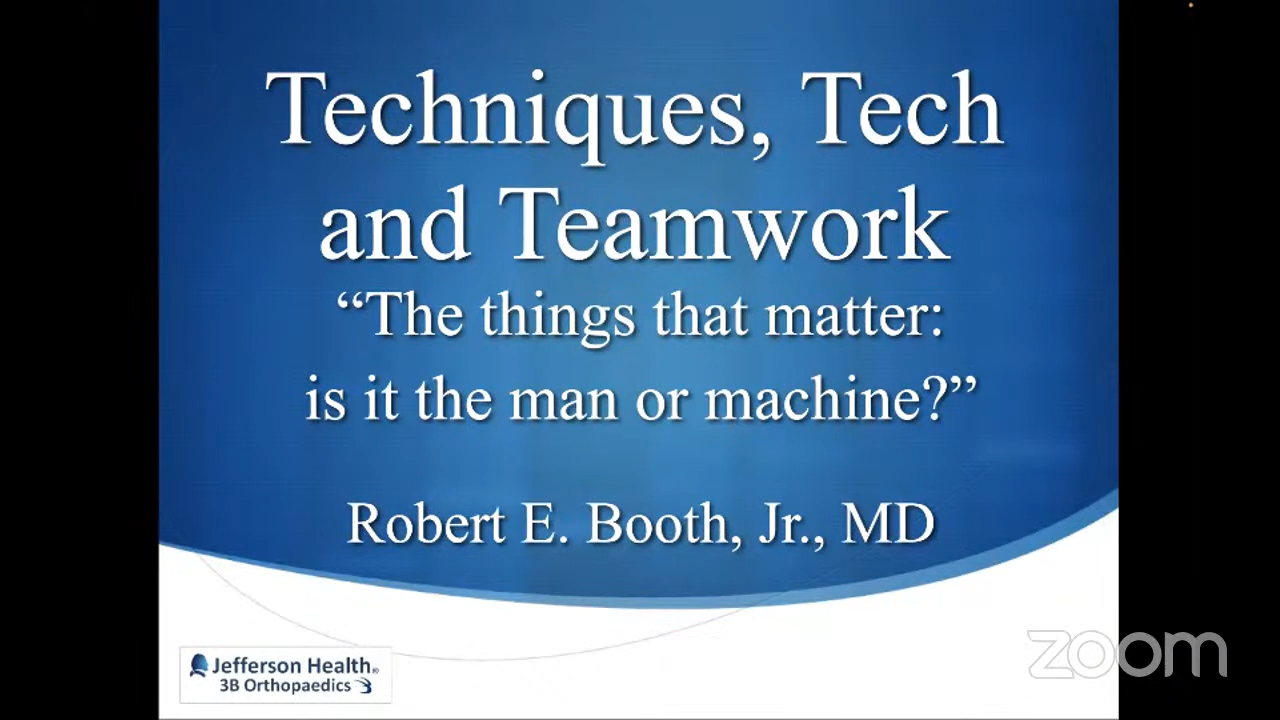 Techniques, Tech
and Teamwork
“The things that matter:
is it the man or machine?”
Robert E. Booth, Jr., MD
Jefferson Health®
3B Orthopaedics
zoom